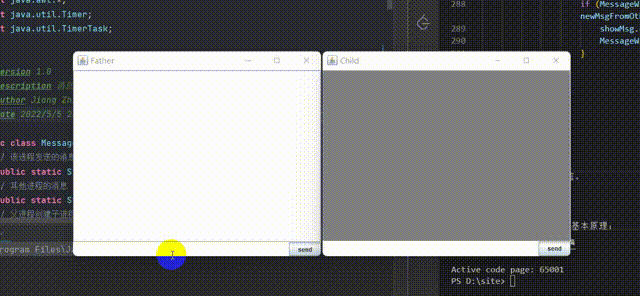 t java.awt.*;
t java.util.Timer;
t java.util.TimerTask;
ersion 1.0
escription
uthor Jiang Zh
ate 2022/5/5 2
c class Messag
/ 该进程发送的消息
ublic static S
/ 其他进程的消息
ublic static S
/ 父进程创建子进程
rogram Files\J
Father
send
Child
send
288 if (MessageW
newMsgFromOt
289 showMsg.
290 MessageW
}
基本原理:
Active code page: 65001
PS D:\site>